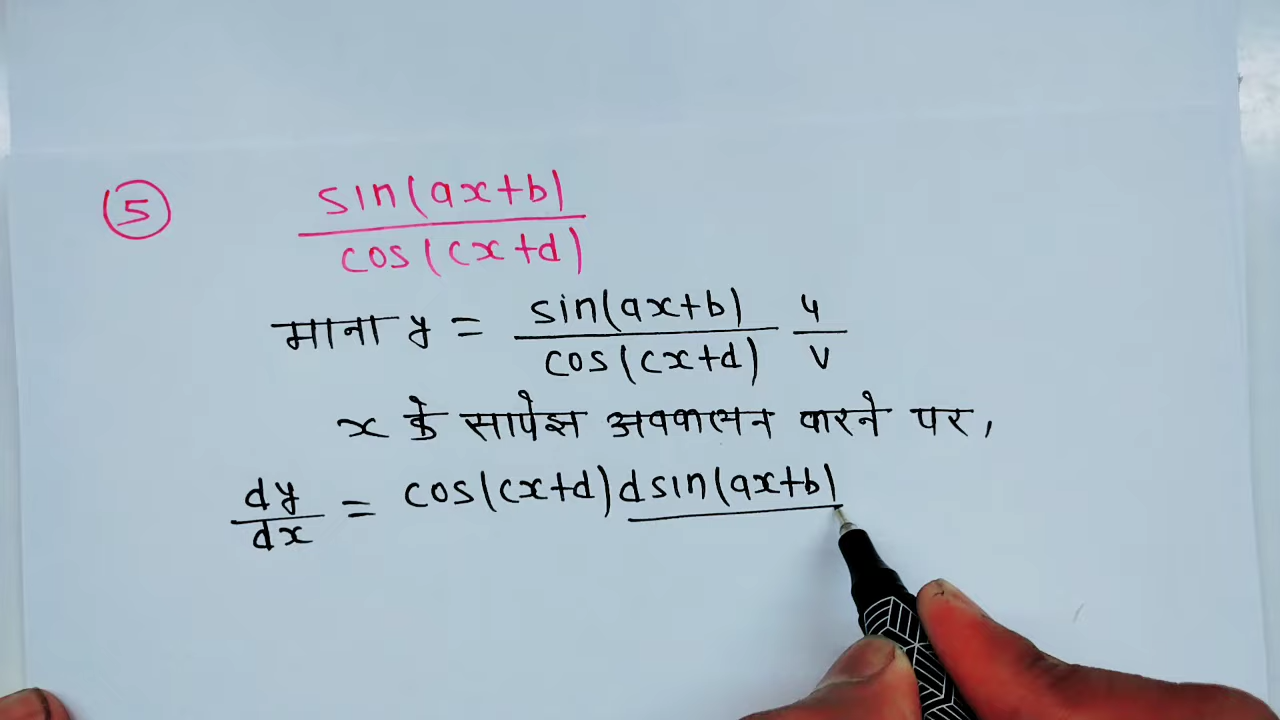 ⑤ sin(ax+b)
cos(cx+d)
माना y = sin(ax+b) u
cos(cx+d) v
x के सापेक्ष अवकलन करने पर,
dy = cos(cx+d) d sin(ax+b)
dx